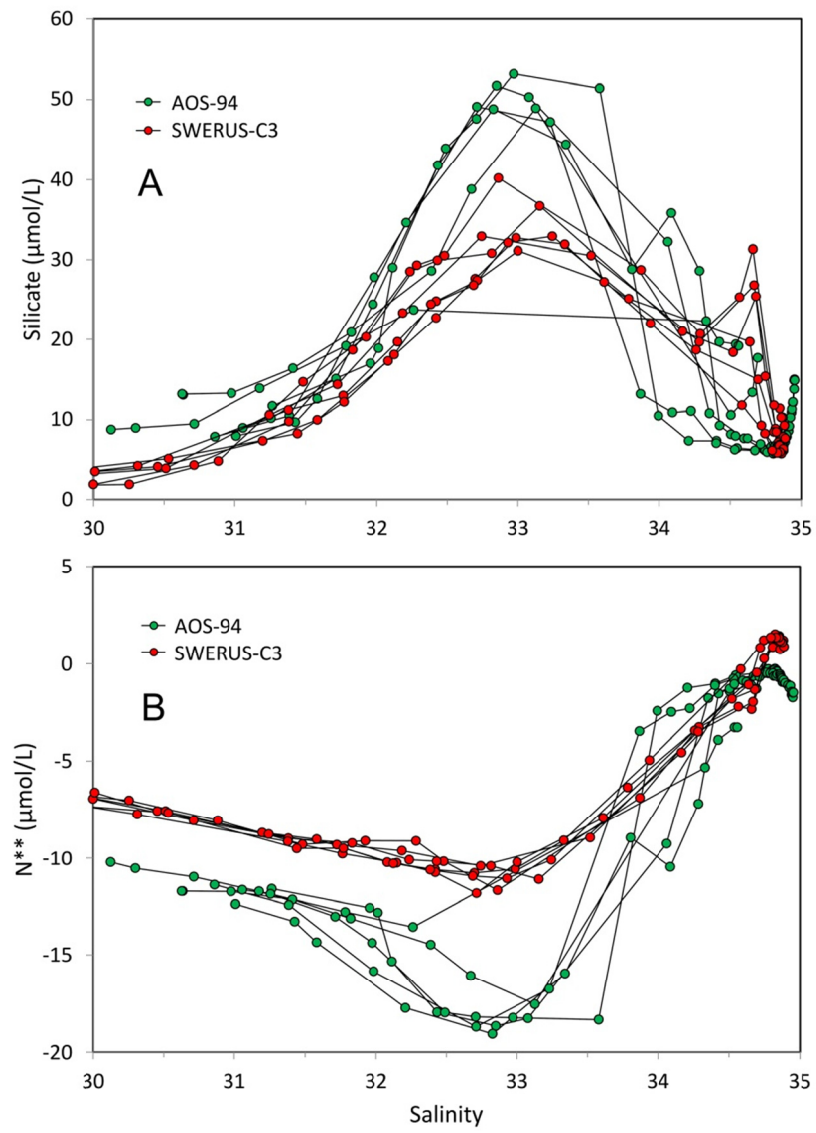 60
50
40
30
20
10
0
Silicate (μmol/L)
AOS-94
SWERUS-C3
A
30 31 32 33 34 35
5
0
-5
-10
-15
-20
N** (μmol/L)
AOS-94
SWERUS-C3
B
30 31 32 33 34 35
Salinity